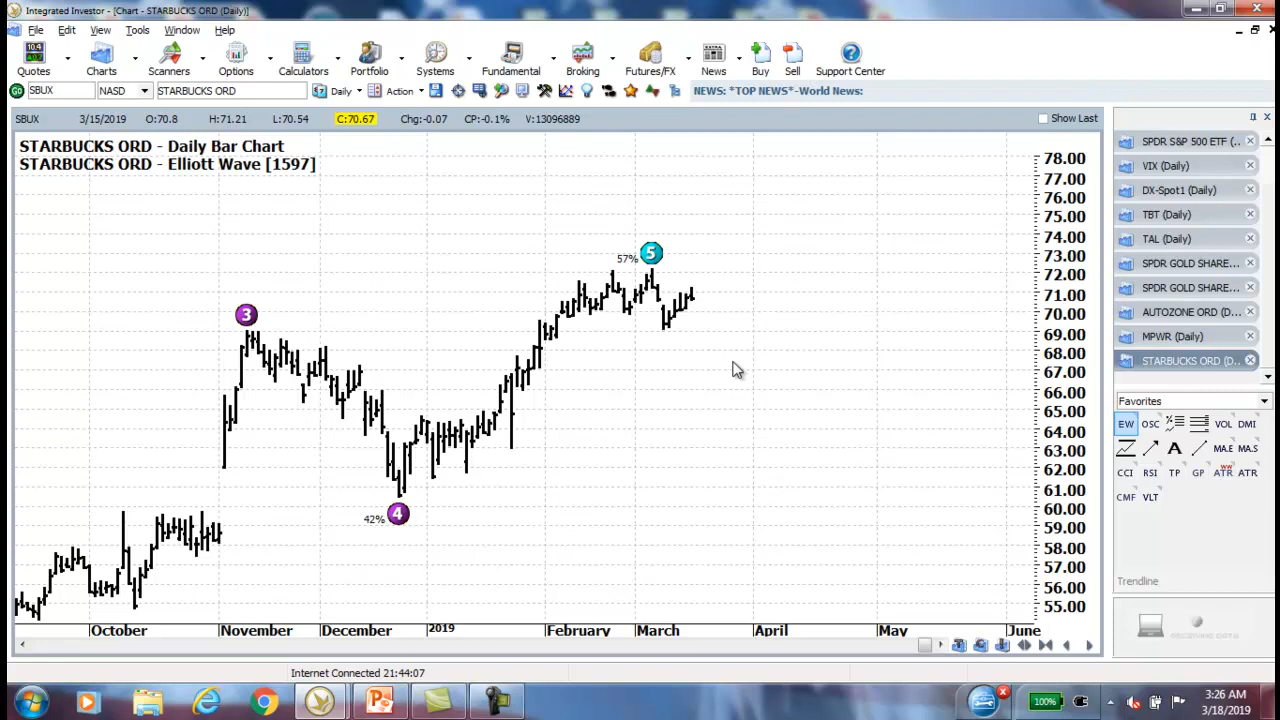 Integrated Investor - [Chart - STARBUCKS ORD (Daily)]
File Edit View Tools Window Help
10.4
Quotes Charts Scanners Options Calculators Portfolio Systems Fundamental Broking Futures/FX News Buy Sell Support Center
GO SBUX NASD STARBUCKS ORD Daily Action NEWS: *TOP NEWS*-World News:
SBUX 3/15/2019 O:70.8 H:71.21 L:70.54 C:70.67 Chg:-0.07 CP:-0.1% V:13096889 Show Last
STARBUCKS ORD - Daily Bar Chart
STARBUCKS ORD - Elliott Wave [1597]
78.00
77.00
76.00
75.00
74.00
73.00
72.00
71.00
70.00
69.00
68.00
67.00
66.00
65.00
64.00
63.00
62.00
61.00
60.00
59.00
58.00
57.00
56.00
55.00
57% 5
3
42% 4
October November December 2019 February March April May June
SPDR S&P 500 ETF (..
VIX (Daily)
DX-Spot1 (Daily)
TBT (Daily)
TAL (Daily)
SPDR GOLD SHARE...
SPDR GOLD SHARE...
AUTOZONE ORD (D...
MPWR (Daily)
STARBUCKS ORD (D..
Favorites
EW OSC VOL DMI
A MA.E MA.S
CCI RSI TP GP ATR ATR
CMF VLT
Trendline
Internet Connected 21:44:07
100% 3:26 AM
3/18/2019